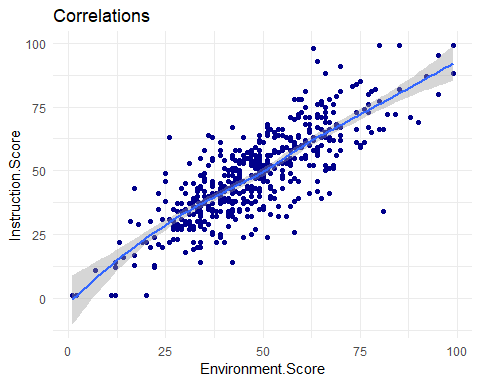 Correlations
100
75
50
25
0
Instruction.Score
0 25 50 75 100
Environment.Score